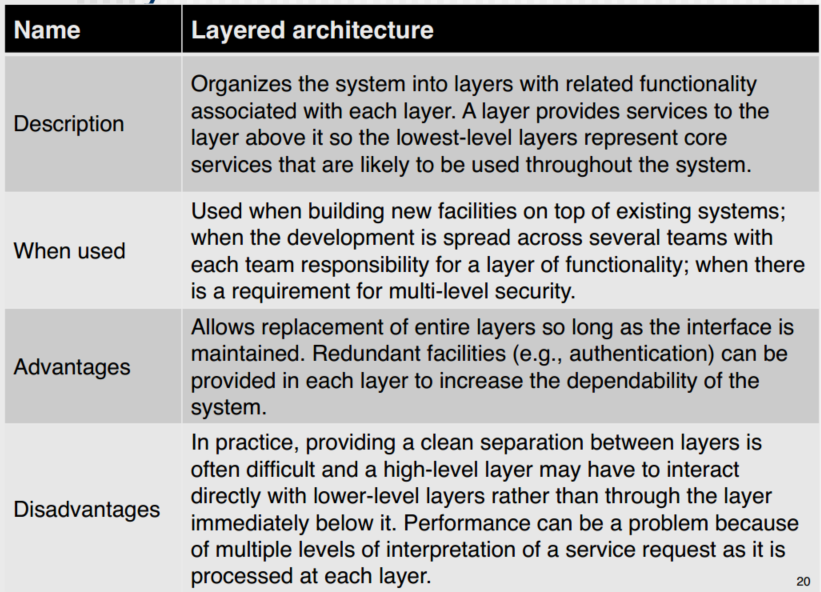 Name
Layered architecture
Description
Organizes the system into layers with related functionality
associated with each layer. A layer provides services to the
layer above it so the lowest-level layers represent core
services that are likely to be used throughout the system.
When used
Used when building new facilities on top of existing systems;
when the development is spread across several teams with
each team responsibility for a layer of functionality; when there
is a requirement for multi-level security.
Advantages
Allows replacement of entire layers so long as the interface is
maintained. Redundant facilities (e.g., authentication) can be
provided in each layer to increase the dependability of the
system.
Disadvantages
In practice, providing a clean separation between layers is
often difficult and a high-level layer may have to interact
directly with lower-level layers rather than through the layer
immediately below it. Performance can be a problem because
of multiple levels of interpretation of a service request as it is
processed at each layer.
20